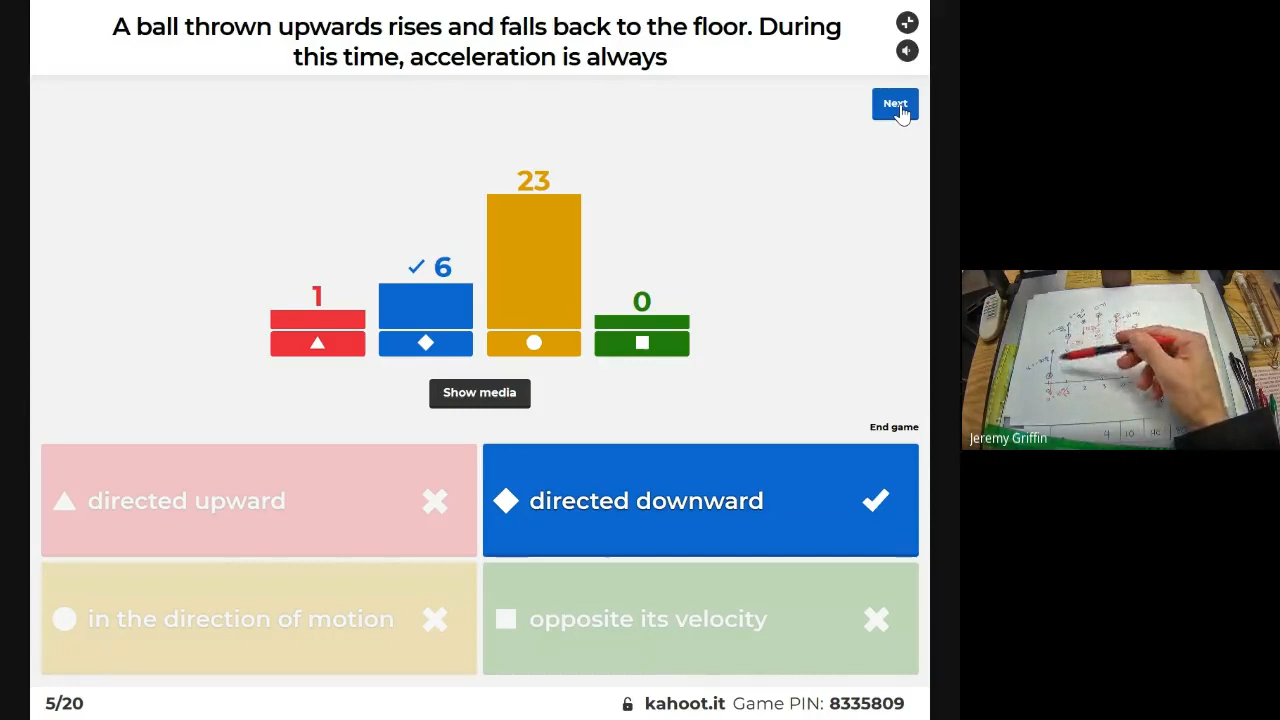 A ball thrown upwards rises and falls back to the floor. During
this time, acceleration is always
Next
1
6
23
0
Show media
End game
directed upward
directed downward
in the direction of motion
opposite its velocity
5/20
kahoot.it Game PIN: 8335809
Jeremy Griffin
4 10